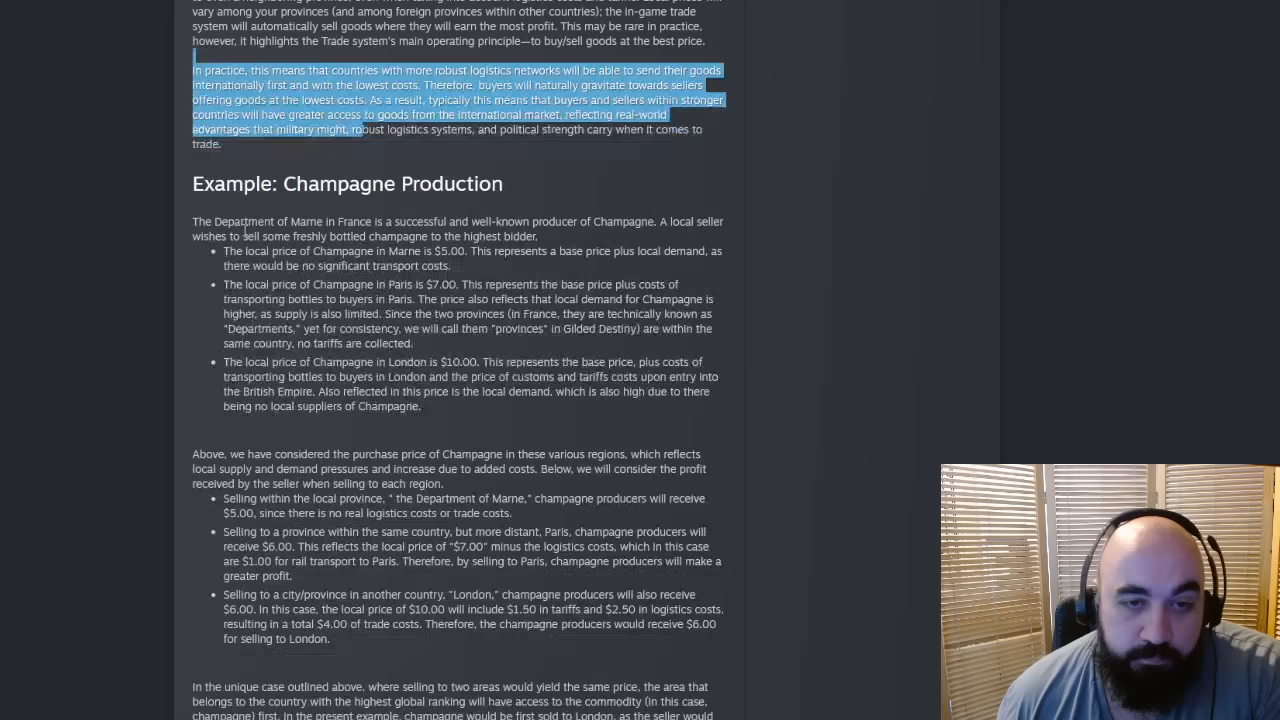 vary among your provinces (and among foreign provinces within other countries); the in-game trade
system will automatically sell goods where they will earn the most profit. This may be rare in practice,
however, it highlights the Trade system's main operating principle—to buy/sell goods at the best price.
In practice, this means that countries with more robust logistics networks will be able to send their goods
internationally first and with the lowest costs. Therefore, buyers will naturally gravitate towards sellers
offering goods at the lowest costs. As a result, typically this means that buyers and sellers within stronger
countries will have greater access to goods from the international market, reflecting real-world
advantages that military might, robust logistics systems, and political strength carry when it comes to
trade.
Example: Champagne Production
The Department of Marne in France is a successful and well-known producer of Champagne. A local seller
wishes to sell some freshly bottled champagne to the highest bidder.
• The local price of Champagne in Marne is $5.00. This represents a base price plus local demand, as
there would be no significant transport costs.
• The local price of Champagne in Paris is $7.00. This represents the base price plus costs of
transporting bottles to buyers in Paris. The price also reflects that local demand for Champagne is
higher, as supply is also limited. Since the two provinces (in France, they are technically known as
"Departments," yet for consistency, we will call them "provinces" in Gilded Destiny) are within the
same country, no tariffs are collected.
• The local price of Champagne in London is $10.00. This represents the base price, plus costs of
transporting bottles to buyers in London and the price of customs and tariffs costs upon entry into
the British Empire. Also reflected in this price is the local demand, which is also high due to there
being no local suppliers of Champagne.
Above, we have considered the purchase price of Champagne in these various regions, which reflects
local supply and demand pressures and increase due to added costs. Below, we will consider the profit
received by the seller when selling to each region.
• Selling within the local province, " the Department of Marne," champagne producers will receive
$5.00, since there is no real logistics costs or trade costs.
• Selling to a province within the same country, but more distant, Paris, champagne producers will
receive $6.00. This reflects the local price of "$7.00" minus the logistics costs, which in this case
are $1.00 for rail transport to Paris. Therefore, by selling to Paris, champagne producers will make a
greater profit.
• Selling to a city/province in another country, "London," champagne producers will also receive
$6.00. In this case, the local price of $10.00 will include $1.50 in tariffs and $2.50 in logistics costs,
resulting in a total $4.00 of trade costs. Therefore, the champagne producers would receive $6.00
for selling to London.
In the unique case outlined above, where selling to two areas would yield the same price, the area that
belongs to the country with the highest global ranking will have access to the commodity (in this case,
champagne) first. In the present example, champagne would be first sold to London, as the seller would